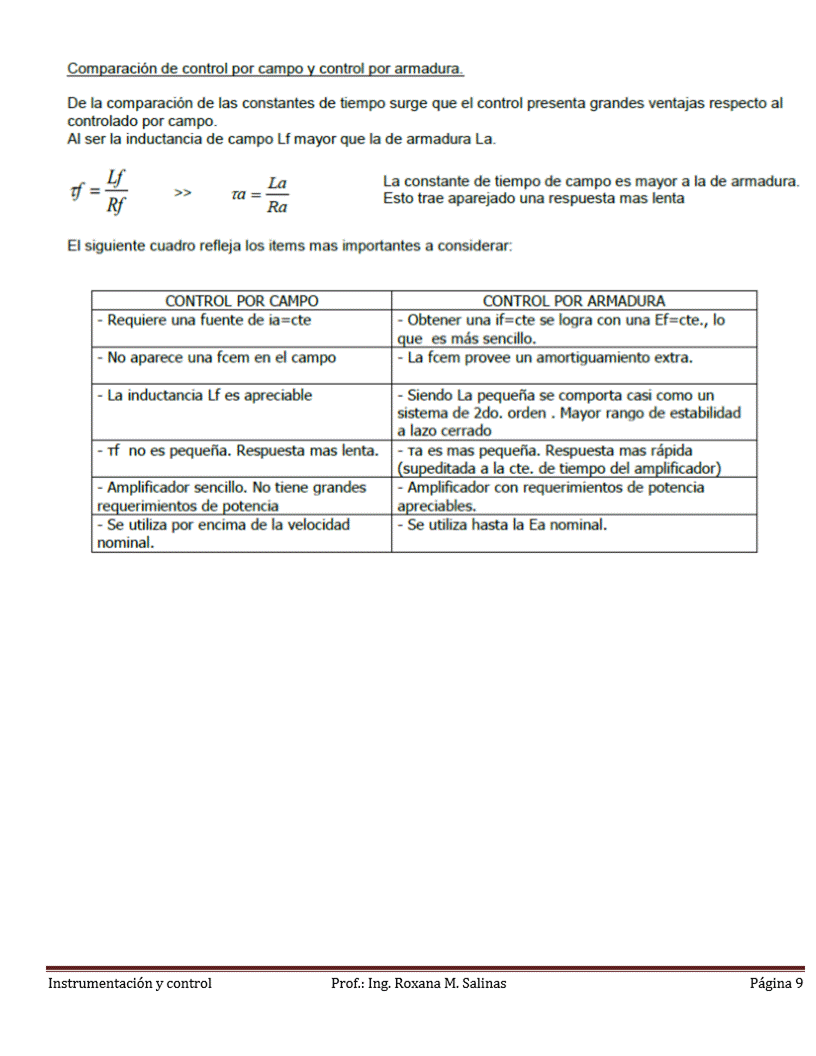 Comparación de control por campo y control por armadura.
De la comparación de las constantes de tiempo surge que el control presenta grandes ventajas respecto al
controlado por campo.
Al ser la inductancia de campo Lf mayor que la de armadura La.
τf = Lf/Rf >> τa = La/Ra
La constante de tiempo de campo es mayor a la de armadura.
Esto trae aparejado una respuesta mas lenta
El siguiente cuadro refleja los items mas importantes a considerar:
CONTROL POR CAMPO
CONTROL POR ARMADURA
- Requiere una fuente de ia=cte
- Obtener una if=cte se logra con una Ef=cte., lo
que es más sencillo.
- No aparece una fcem en el campo
- La fcem provee un amortiguamiento extra.
- La inductancia Lf es apreciable
- Siendo La pequeña se comporta casi como un
sistema de 2do. orden . Mayor rango de estabilidad
a lazo cerrado
- τf no es pequeña. Respuesta mas lenta.
- τa es mas pequeña. Respuesta mas rápida
(supeditada a la cte. de tiempo del amplificador)
- Amplificador sencillo. No tiene grandes
requerimientos de potencia
- Amplificador con requerimientos de potencia
apreciables.
- Se utiliza por encima de la velocidad
nominal.
- Se utiliza hasta la Ea nominal.
Instrumentación y control Prof.: Ing. Roxana M. Salinas Página 9